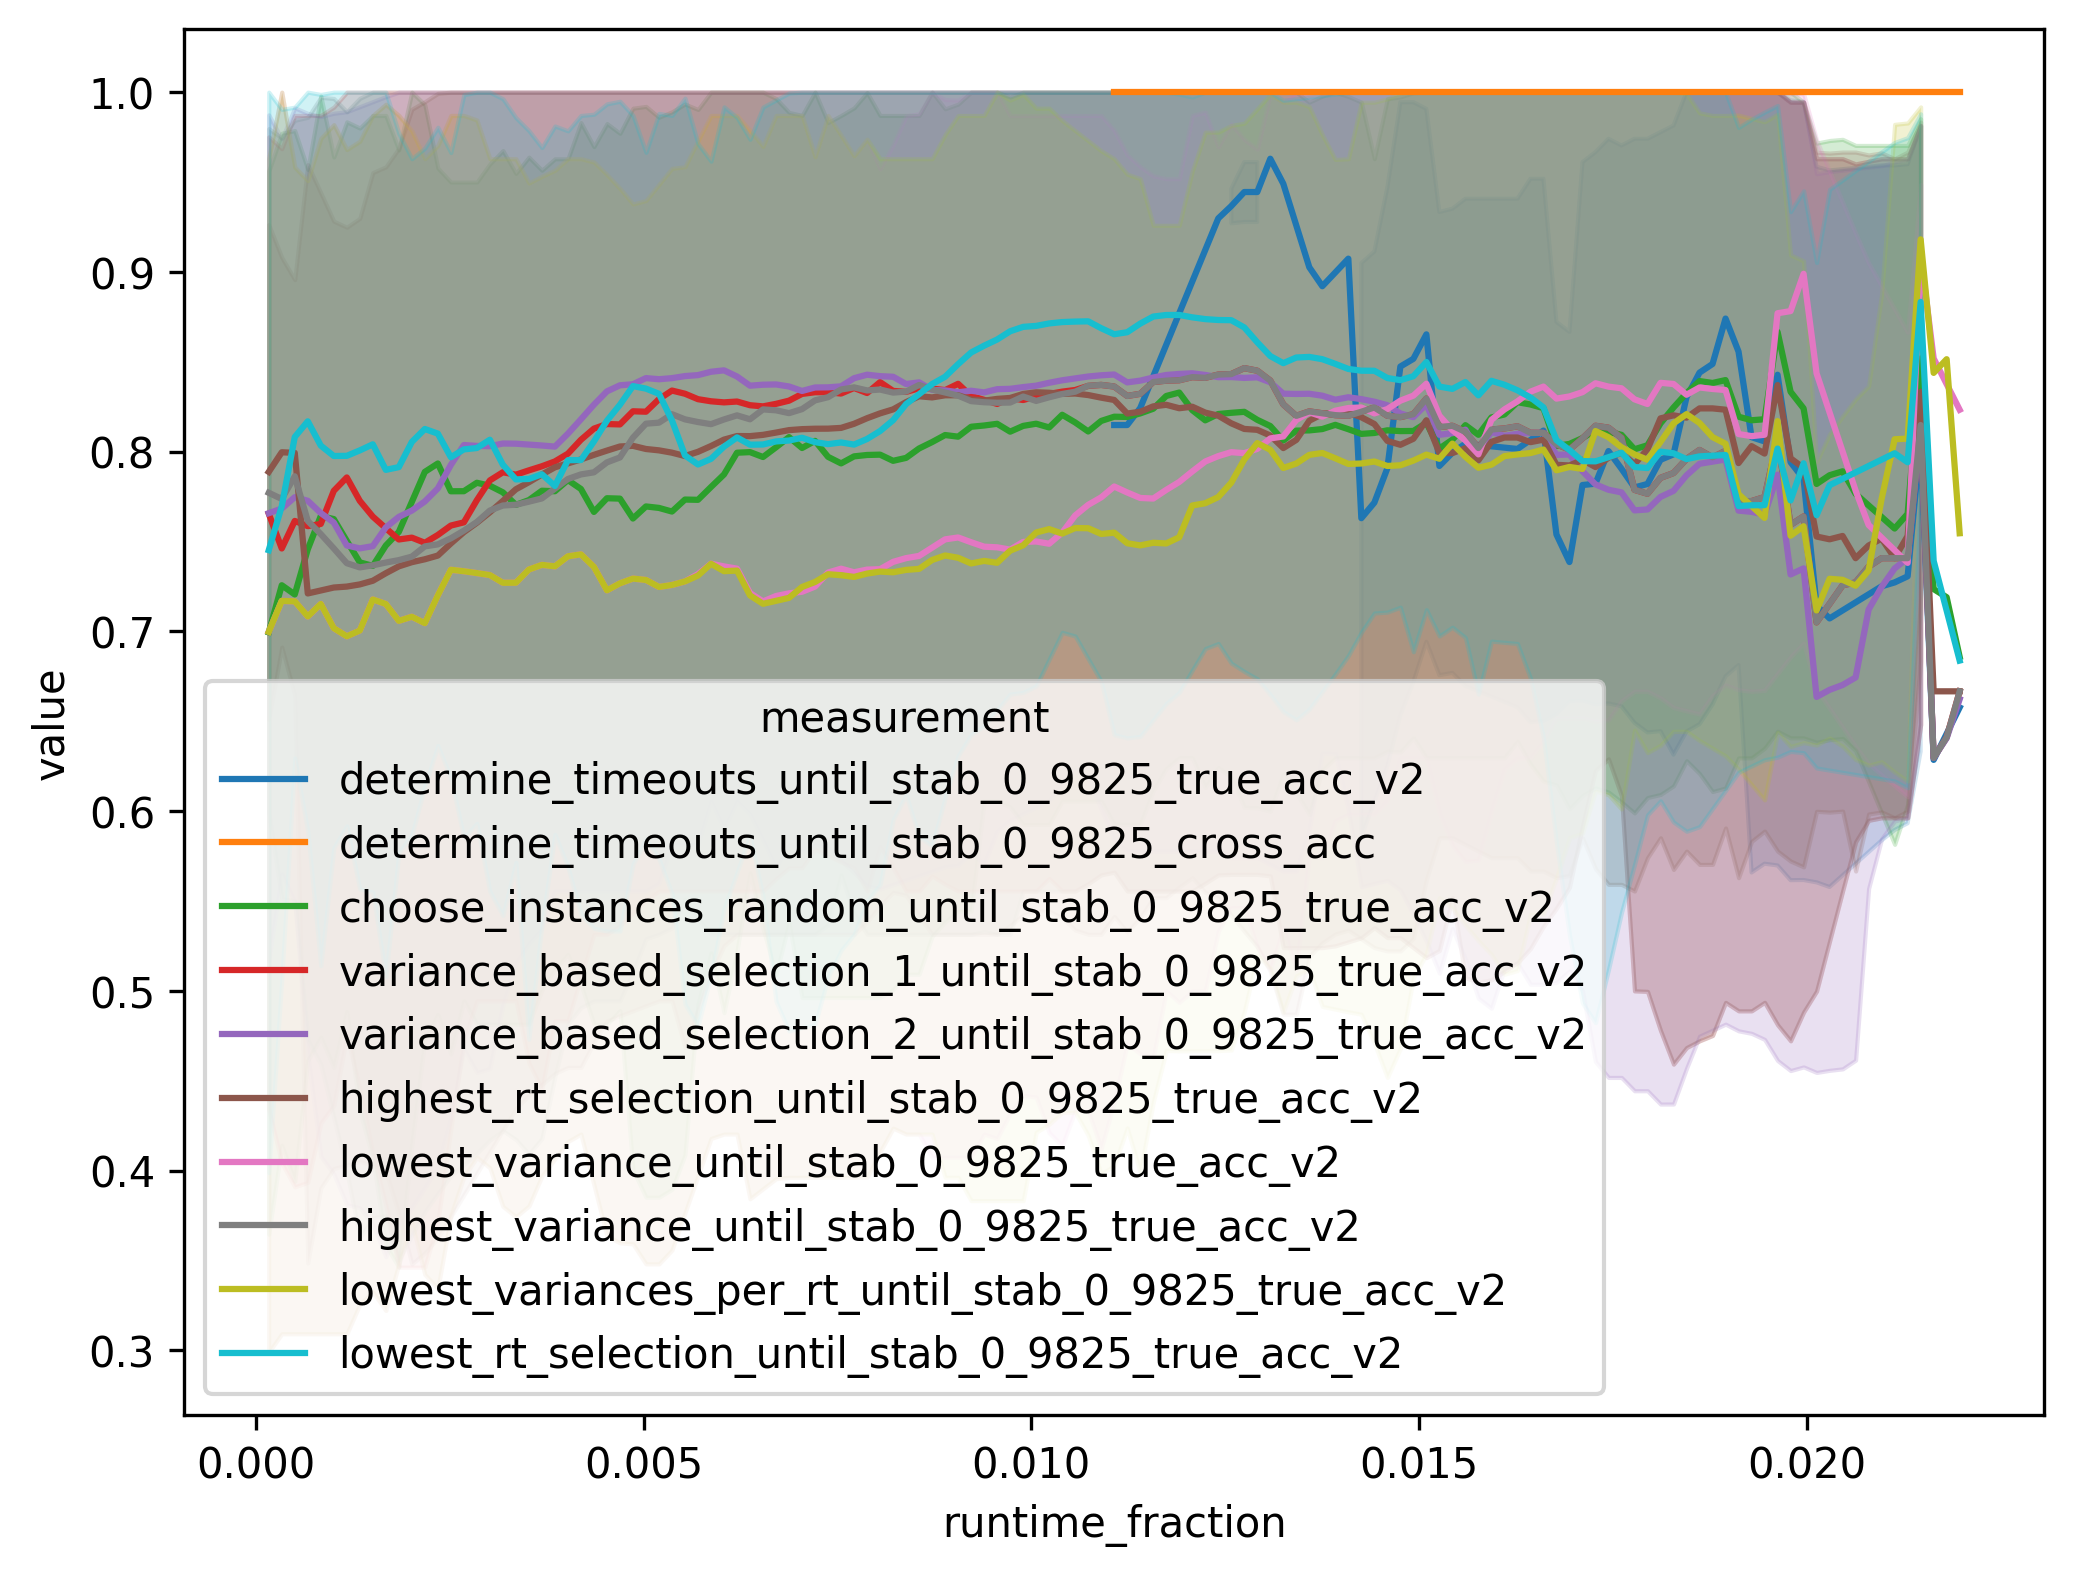 1.0
0.9
0.8
0.7
0.6
0.5
0.4
0.3
value
measurement
determine_timeouts_until_stab_0_9825_true_acc_v2
determine_timeouts_until_stab_0_9825_cross_acc
choose_instances_random_until_stab_0_9825_true_acc_v2
variance_based_selection_1_until_stab_0_9825_true_acc_v2
variance_based_selection_2_until_stab_0_9825_true_acc_v2
highest_rt_selection_until_stab_0_9825_true_acc_v2
lowest_variance_until_stab_0_9825_true_acc_v2
highest_variance_until_stab_0_9825_true_acc_v2
lowest_variances_per_rt_until_stab_0_9825_true_acc_v2
lowest_rt_selection_until_stab_0_9825_true_acc_v2
0.000 0.005 0.010 0.015 0.020
runtime_fraction